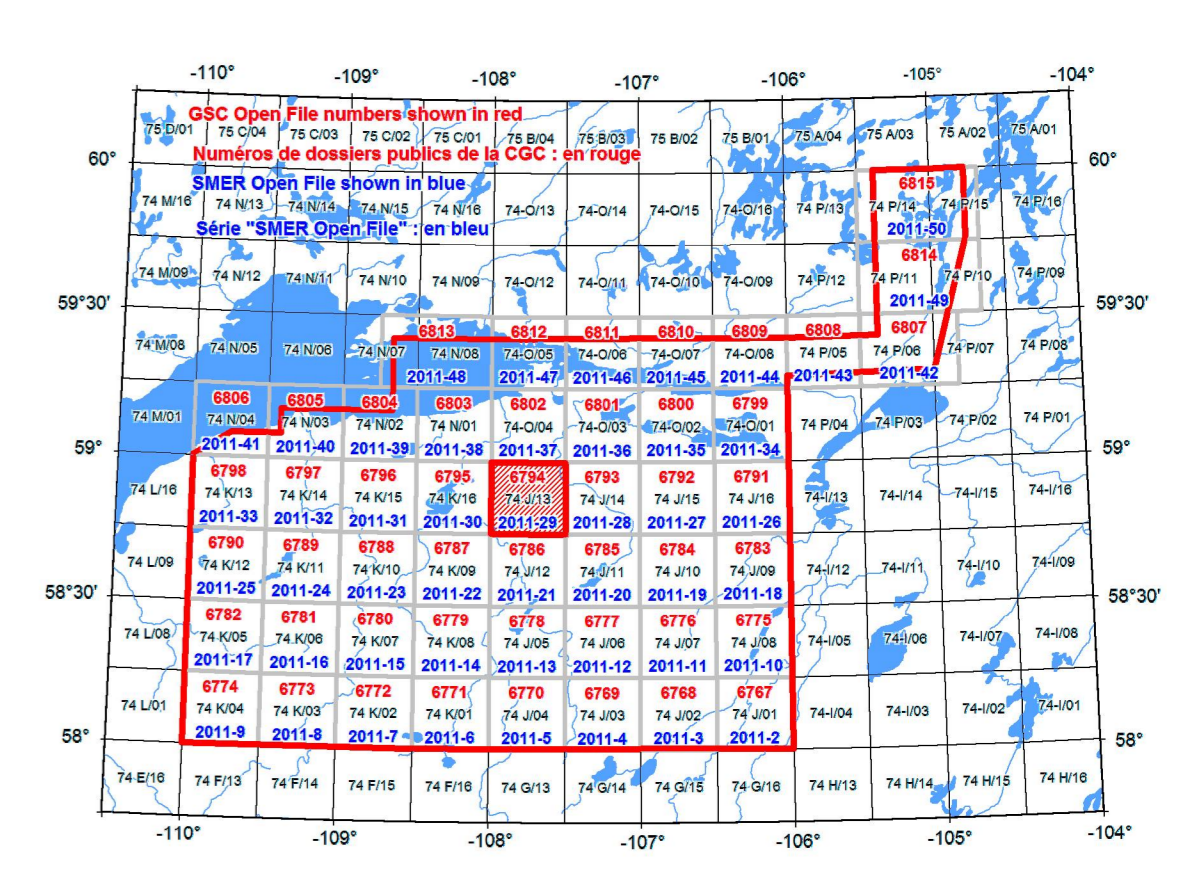 -110° -109° -108° -107° -106° -105° -104°
GSC Open File numbers shown in red
75 D/01 75 C/04 75 C/03 75 C/02 75 C/01 75 B/04 75 B/03 75 B/02 75 B/01 75 A/04 75 A/03 75 A/02 75 A/01
Numéros de dossiers publics de la CGC : en rouge
60° 60°
SMER Open File shown in blue
6815
74 M/16 74 N/13 74 N/14 74 N/15 74 N/16 74-O/13 74-O/14 74-O/15 74-O/16 74 P/13 74 P/14 74 P/15 74 P/16
Série "SMER Open File" : en bleu
2011-50
6814
74 M/09 74 N/12 74 N/11 74 N/10 74 N/09 74-O/12 74-O/11 74-O/10 74-O/09 74 P/12 74 P/11 74 P/10 74 P/09
2011-49
59°30' 59°30'
6813 6812 6811 6810 6809 6808 6807
74 M/08 74 N/05 74 N/06 74 N/07 74 N/08 74-O/05 74-O/06 74-O/07 74-O/08 74 P/05 74 P/06 74 P/07 74 P/08
2011-48 2011-47 2011-46 2011-45 2011-44 2011-43 2011-42
6806 6805 6804 6803 6802 6801 6800 6799
74 M/01 74 N/04 74 N/03 74 N/02 74 N/01 74-O/04 74-O/03 74-O/02 74-O/01 74 P/04 74 P/03 74 P/02 74 P/01
2011-41 2011-40 2011-39 2011-38 2011-37 2011-36 2011-35 2011-34
59° 59°
6798 6797 6796 6795 6794 6793 6792 6791
74 L/16 74 K/13 74 K/14 74 K/15 74 K/16 74 J/13 74 J/14 74 J/15 74 J/16 74-I/13 74-I/14 74-I/15 74-I/16
2011-33 2011-32 2011-31 2011-30 2011-29 2011-28 2011-27 2011-26
6790 6789 6788 6787 6786 6785 6784 6783
74 L/09 74 K/12 74 K/11 74 K/10 74 K/09 74 J/12 74 J/11 74 J/10 74 J/09 74-I/12 74-I/11 74-I/10 74-I/09
2011-25 2011-24 2011-23 2011-22 2011-21 2011-20 2011-19 2011-18
58°30' 58°30'
6782 6781 6780 6779 6778 6777 6776 6775
74 L/08 74 K/05 74 K/06 74 K/07 74 K/08 74 J/05 74 J/06 74 J/07 74 J/08 74-I/05 74-I/06 74-I/07 74-I/08
2011-17 2011-16 2011-15 2011-14 2011-13 2011-12 2011-11 2011-10
6774 6773 6772 6771 6770 6769 6768 6767
74 L/01 74 K/04 74 K/03 74 K/02 74 K/01 74 J/04 74 J/03 74 J/02 74 J/01 74-I/04 74-I/03 74-I/02 74-I/01
2011-9 2011-8 2011-7 2011-6 2011-5 2011-4 2011-3 2011-2
58° 58°
74 E/16 74 F/13 74 F/14 74 F/15 74 F/16 74 G/13 74 G/14 74 G/15 74 G/16 74 H/13 74 H/14 74 H/15 74 H/16
-110° -109° -108° -107° -106° -105° -104°